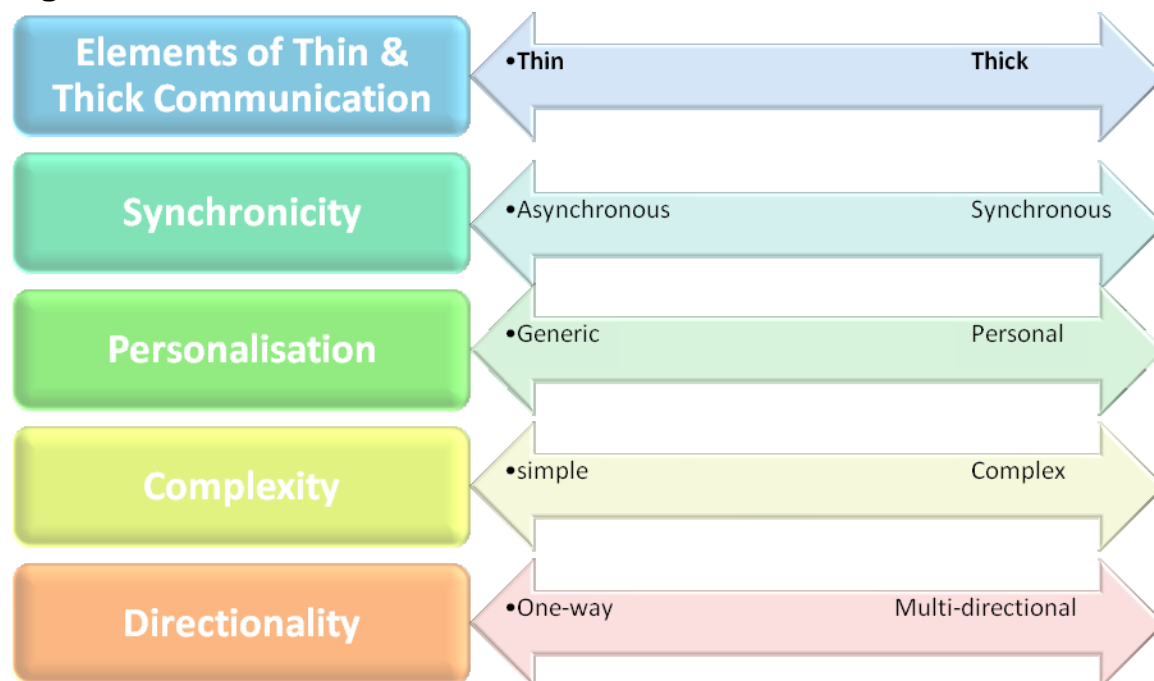 Elements of Thin &
Thick Communication
•Thin Thick
Synchronicity
•Asynchronous Synchronous
Personalisation
•Generic Personal
Complexity
•simple Complex
Directionality
•One-way Multi-directional